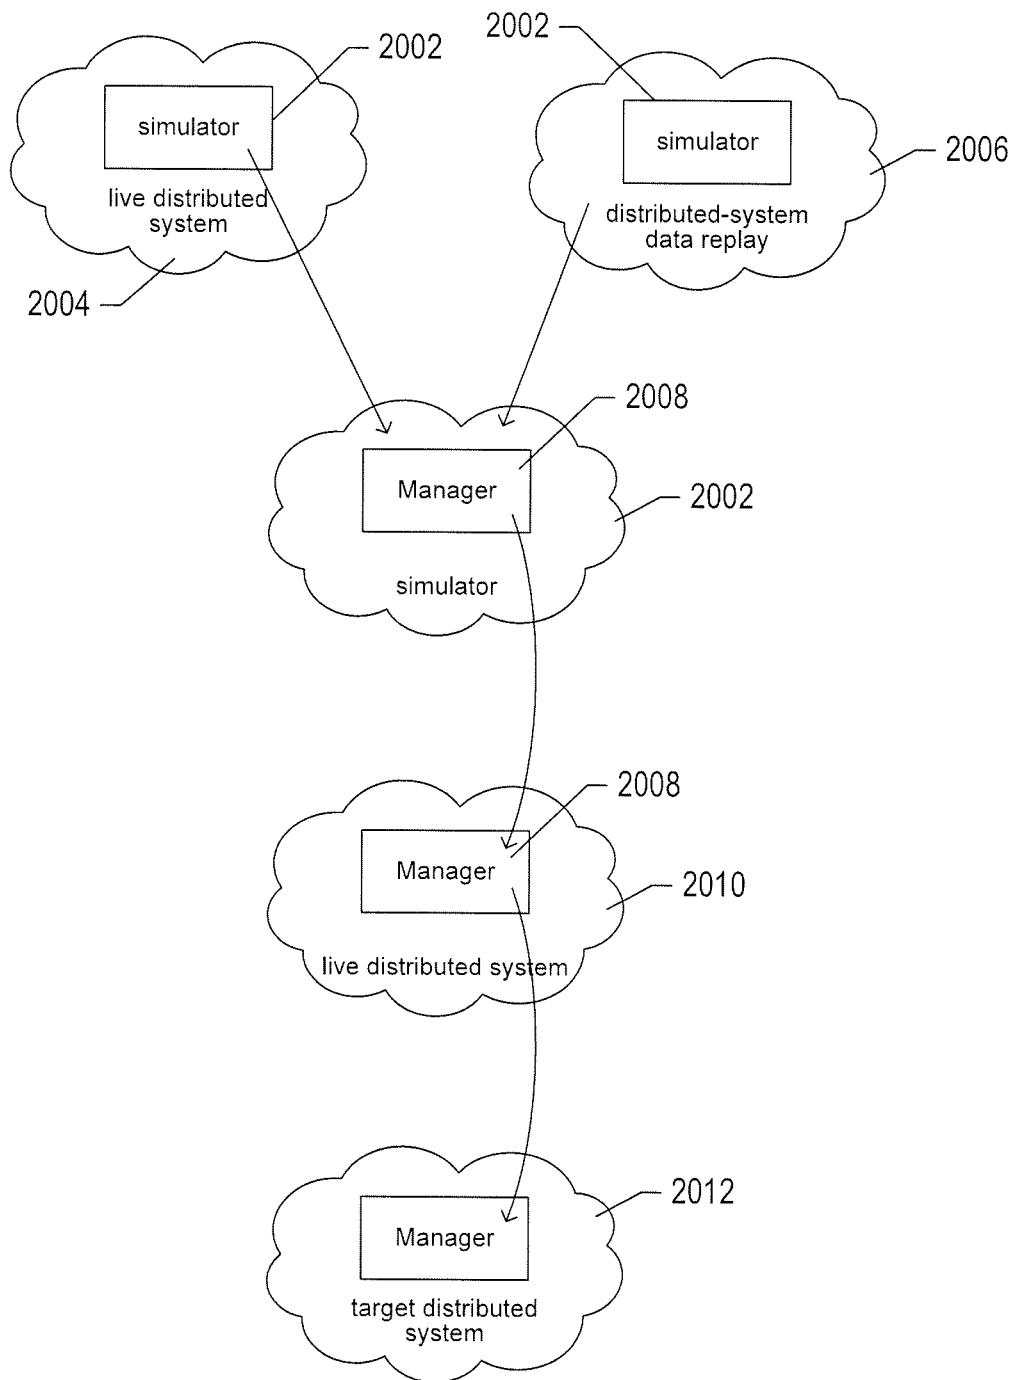 2002
2002
simulator
simulator
2006
live distributed
system
distributed-system
data replay
2004
2008
Manager
2002
simulator
2008
Manager
2010
live distributed system
2012
Manager
target distributed
system